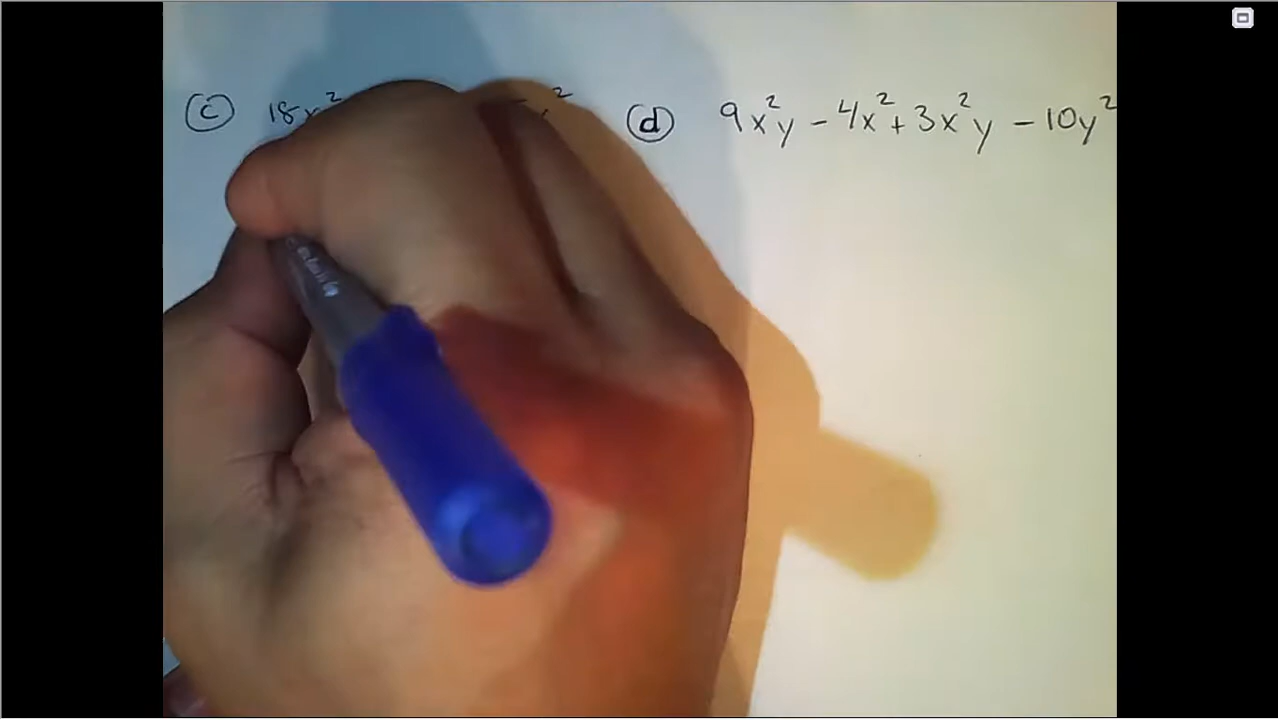 (c) 18x² (d) 9x²y - 4x² + 3x²y - 10y²